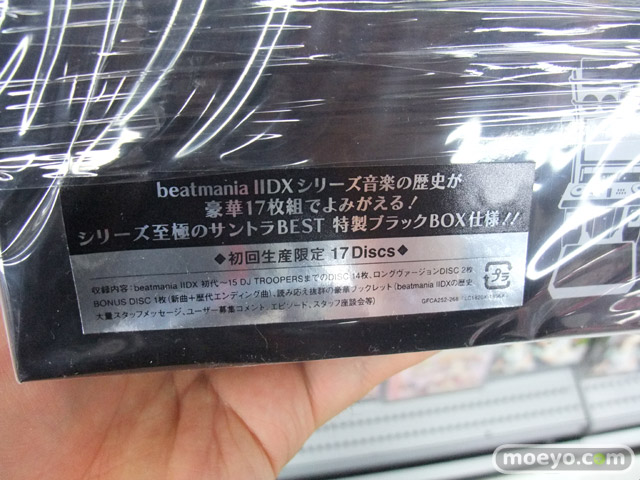 beatmania IIDXシリーズ音楽の歴史が
豪華17枚組でよみがえる!
シリーズ至極のサントラBEST 特製ブラックBOX仕様!!
◆初回生産限定 17Discs◆
収録内容:beatmania IIDX 初代〜15 DJ TROOPERSまでのDISC 14枚、ロングヴァージョンDISC 2枚
BONUS DISC 1枚(新曲+歴代エンディング曲)、読み応え抜群の豪華ブックレット(beatmania IIDXの歴史、
大量スタッフメッセージ、ユーザー募集コメント、エピソード、スタッフ座談会等)
GFCA252-268
moeyo.com